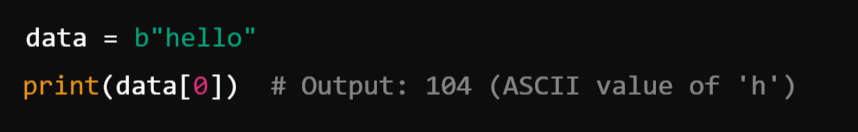 data = b"hello"
print(data[0])  # Output: 104 (ASCII value of 'h')